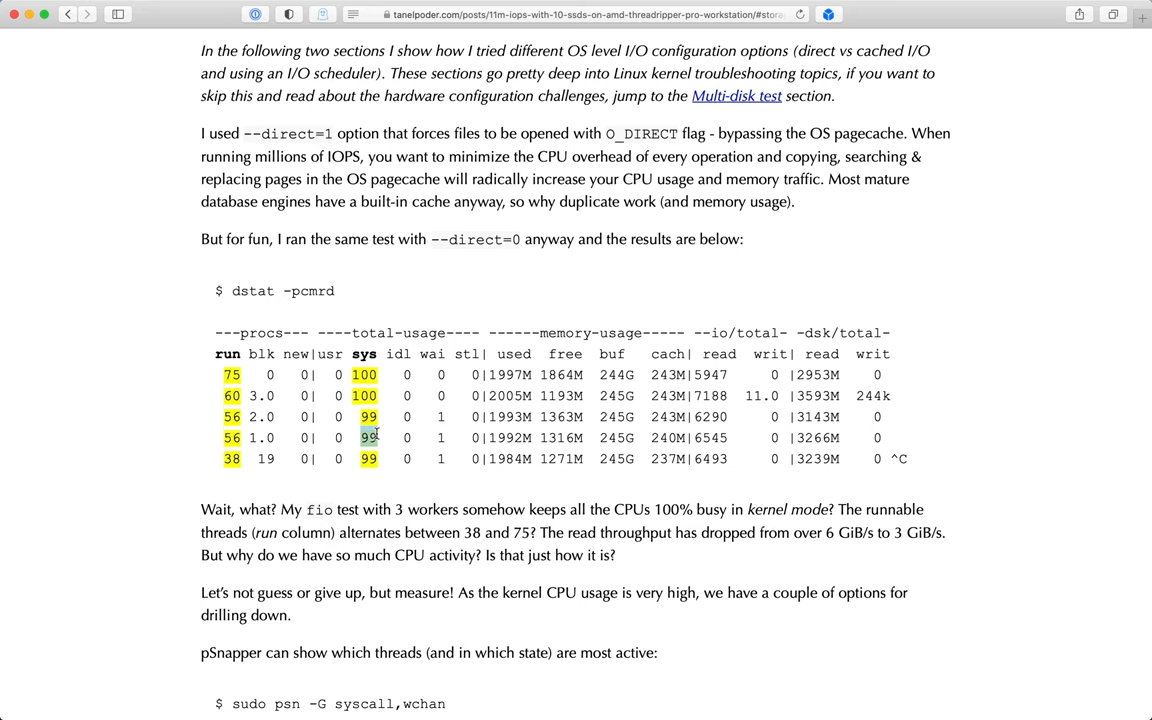 tanelpoder.com/posts/11m-iops-with-10-ssds-on-amd-threadripper-pro-workstation/#stora
In the following two sections I show how I tried different OS level I/O configuration options (direct vs cached I/O
and using an I/O scheduler). These sections go pretty deep into Linux kernel troubleshooting topics, if you want to
skip this and read about the hardware configuration challenges, jump to the Multi-disk test section.
I used --direct=1 option that forces files to be opened with O_DIRECT flag - bypassing the OS pagecache. When
running millions of IOPS, you want to minimize the CPU overhead of every operation and copying, searching &
replacing pages in the OS pagecache will radically increase your CPU usage and memory traffic. Most mature
database engines have a built-in cache anyway, so why duplicate work (and memory usage).
But for fun, I ran the same test with --direct=0 anyway and the results are below:
$ dstat -pcmrd
---procs--- ----total-usage---- ------memory-usage----- --io/total- -dsk/total-
run blk new|usr sys idl wai stl| used free buf cach| read writ| read writ
75 0 0| 0 100 0 0 0|1997M 1864M 244G 243M|5947 0 |2953M 0
60 3.0 0| 0 100 0 0 0|2005M 1193M 245G 243M|7188 11.0 |3593M 244k
56 2.0 0| 0 99 0 1 0|1993M 1363M 245G 243M|6290 0 |3143M 0
56 1.0 0| 0 99 0 1 0|1992M 1316M 245G 240M|6545 0 |3266M 0
38 19 0| 0 99 0 1 0|1984M 1271M 245G 237M|6493 0 |3239M 0 ^C
Wait, what? My fio test with 3 workers somehow keeps all the CPUs 100% busy in kernel mode? The runnable
threads (run column) alternates between 38 and 75? The read throughput has dropped from over 6 GiB/s to 3 GiB/s.
But why do we have so much CPU activity? Is that just how it is?
Let’s not guess or give up, but measure! As the kernel CPU usage is very high, we have a couple of options for
drilling down.
pSnapper can show which threads (and in which state) are most active:
$ sudo psn -G syscall,wchan